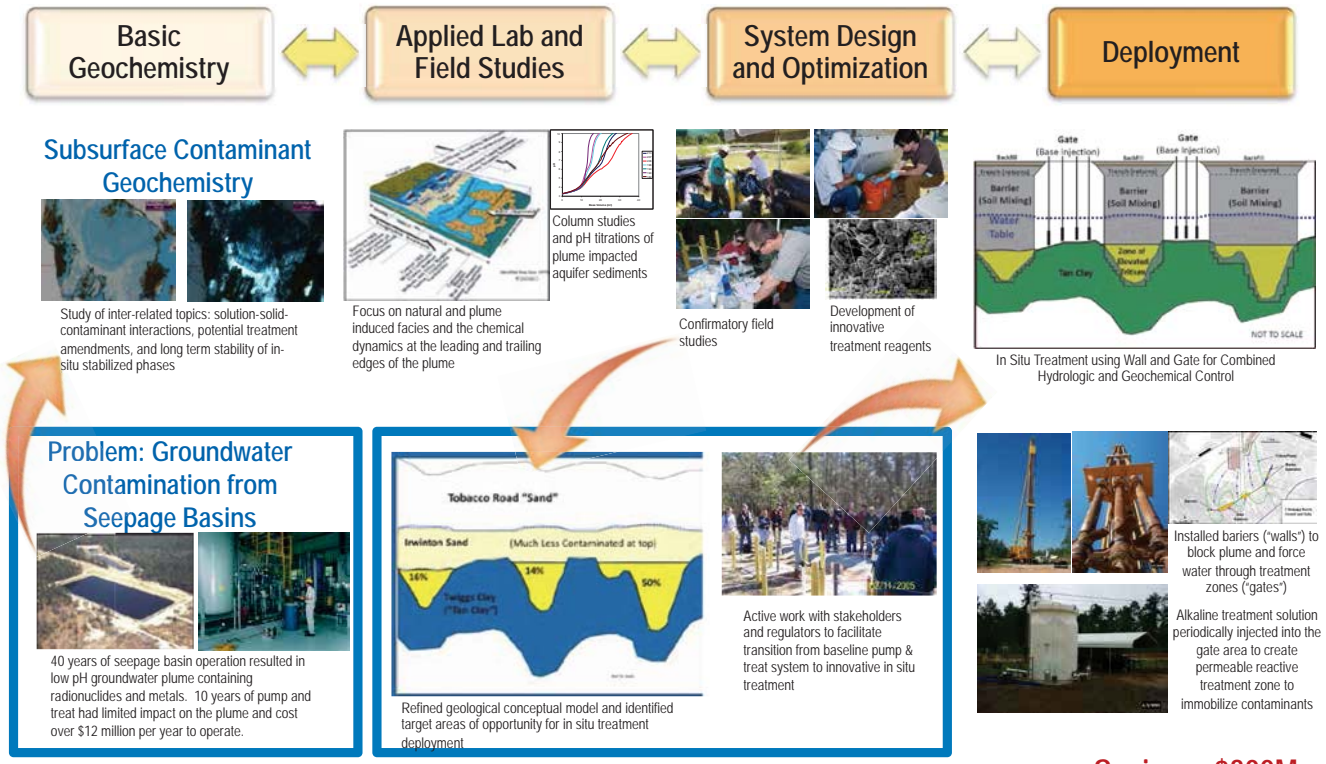 Basic
Geochemistry
Applied Lab and
Field Studies
System Design
and Optimization
Deployment
Subsurface Contaminant
Geochemistry
Study of inter-related topics: solution-solid-
contaminant interactions, potential treatment
amendments, and long term stability of in-
situ stabilized phases
Column studies
and pH titrations of
plume impacted
aquifer sediments
Focus on natural and plume
induced facies and the chemical
dynamics at the leading and trailing
edges of the plume
Confirmatory field
studies
Development of
innovative
treatment reagents
Gate
(Base Injection)
Gate
(Base Injection)
Backfill
Backfill
Backfill
Trench (returns)
Trench (returns)
Trench (returns)
Barrier
(Soil Mixing)
Barrier
(Soil Mixing)
Barrier
(Soil Mixing)
Water
Table
Zone of
Elevated
Tritium
Tan Clay
NOT TO SCALE
In Situ Treatment using Wall and Gate for Combined
Hydrologic and Geochemical Control
Problem: Groundwater
Contamination from
Seepage Basins
40 years of seepage basin operation resulted in
low pH groundwater plume containing
radionuclides and metals. 10 years of pump and
treat had limited impact on the plume and cost
over $12 million per year to operate.
Tobacco Road "Sand"
Irwinton Sand (Much Less Contaminated at top)
16%
14%
50%
Twiggs Clay
("Tan Clay")
Refined geological conceptual model and identified
target areas of opportunity for in situ treatment
deployment
Active work with stakeholders
and regulators to facilitate
transition from baseline pump &
treat system to innovative in situ
treatment
Installed bariers ("walls") to
block plume and force
water through treatment
zones ("gates")
Alkaline treatment solution
periodically injected into the
gate area to create
permeable reactive
treatment zone to
immobilize contaminants